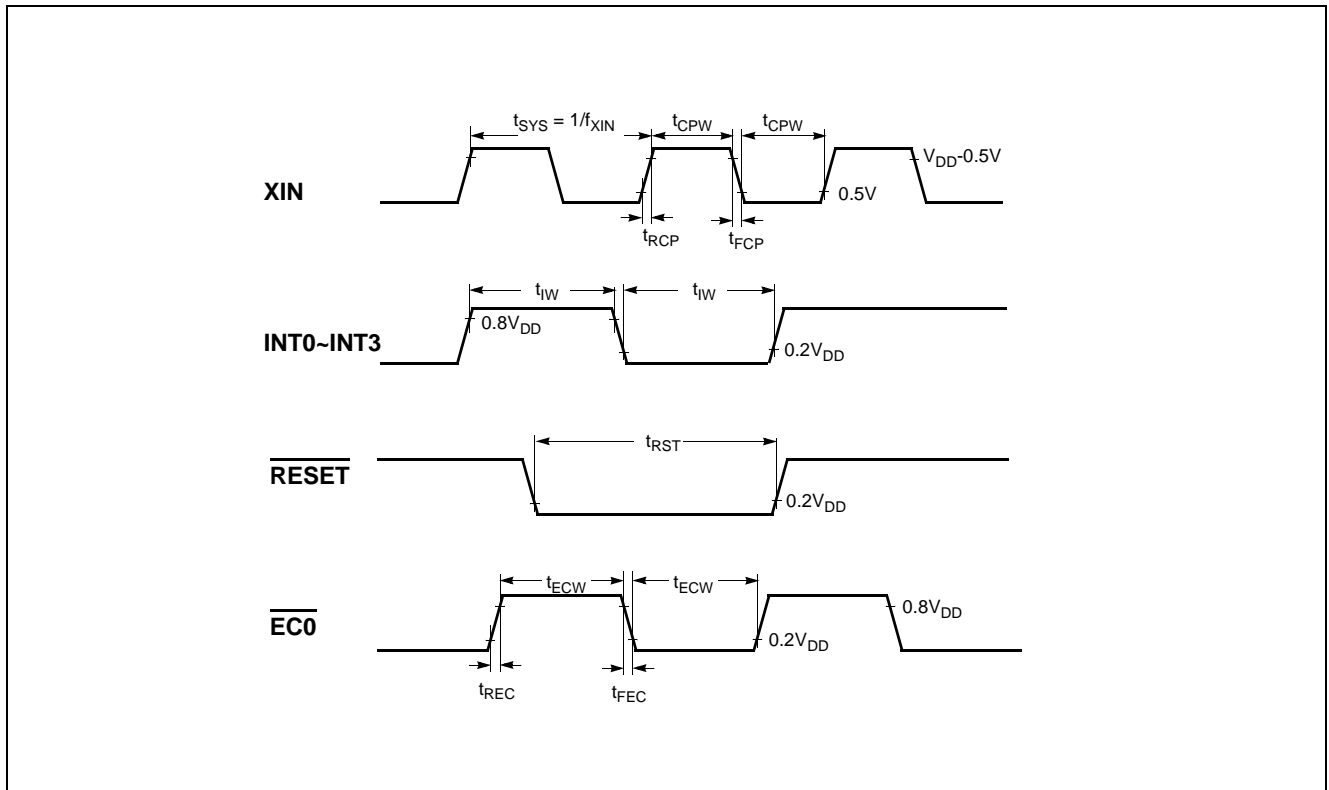 tSYS = 1/fXIN tCPW tCPW
VDD-0.5V
XIN 0.5V
tRCP tFCP
tIW tIW
0.8VDD
INT0~INT3 0.2VDD
tRST
RESET
0.2VDD
tECW tECW
0.8VDD
EC0
0.2VDD
tREC tFEC